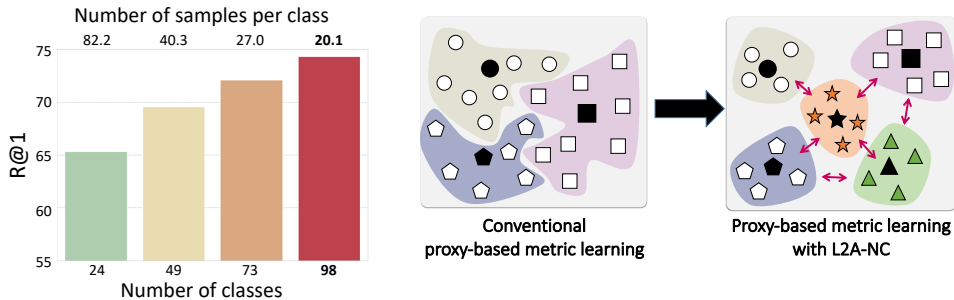 Number of samples per class
82.2 40.3 27.0 20.1
75
70
65
60
55
R@1
24 49 73 98
Number of classes
Conventional
proxy-based metric learning
Proxy-based metric learning
with L2A-NC